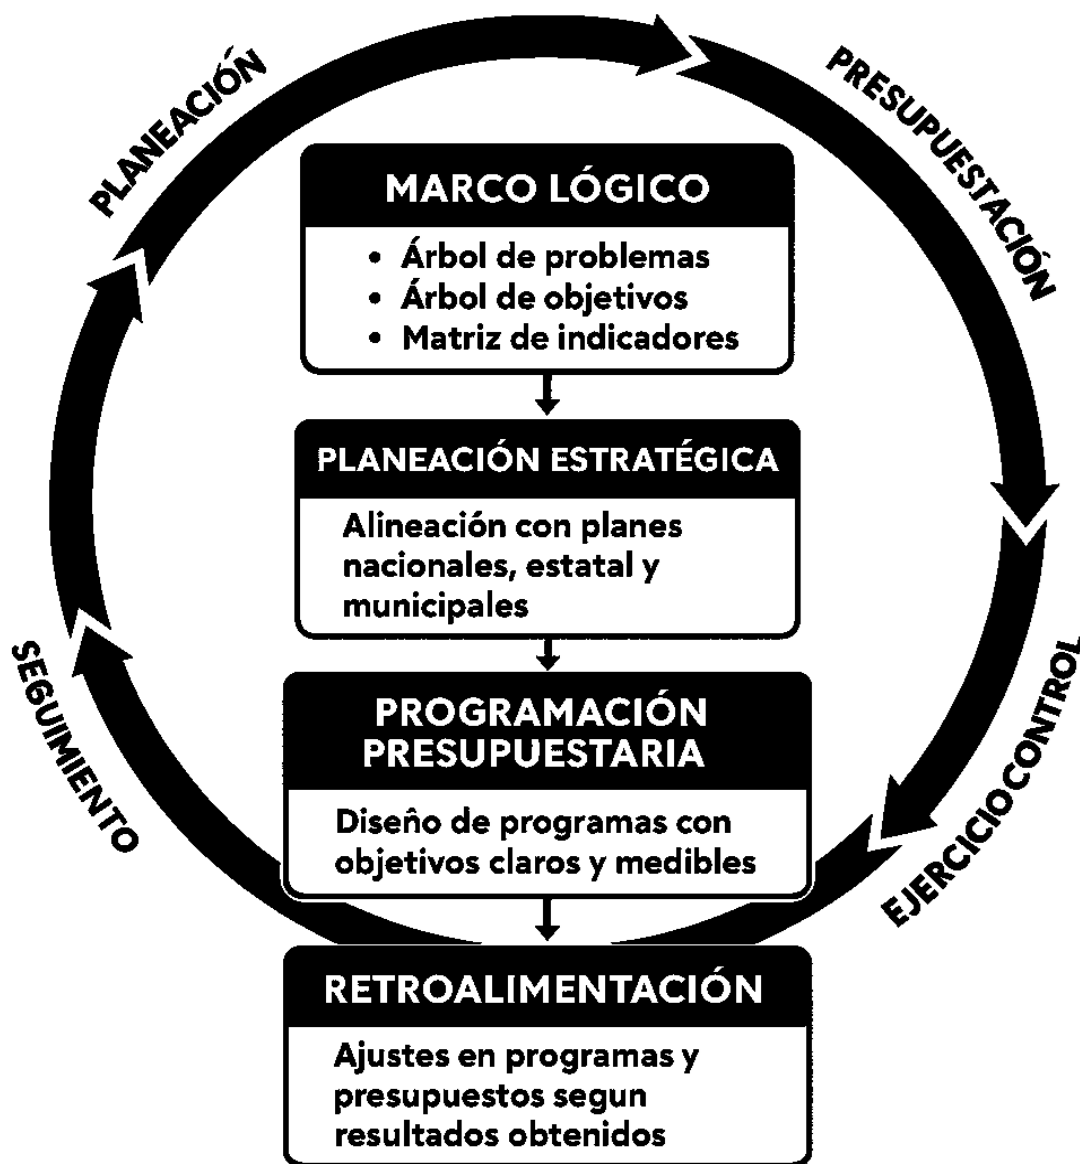 PLANEACIÓN
PRESUPUESTACIÓN
MARCO LÓGICO
• Árbol de problemas
• Árbol de objetivos
• Matriz de indicadores
PLANEACIÓN ESTRATÉGICA
Alineación con planes
nacionales, estatal y
municipales
SEGUIMIENTO
EJERCICIO CONTROL
PROGRAMACIÓN
PRESUPUESTARIA
Diseño de programas con
objetivos claros y medibles
RETROALIMENTACIÓN
Ajustes en programas y
presupuestos segun
resultados obtenidos